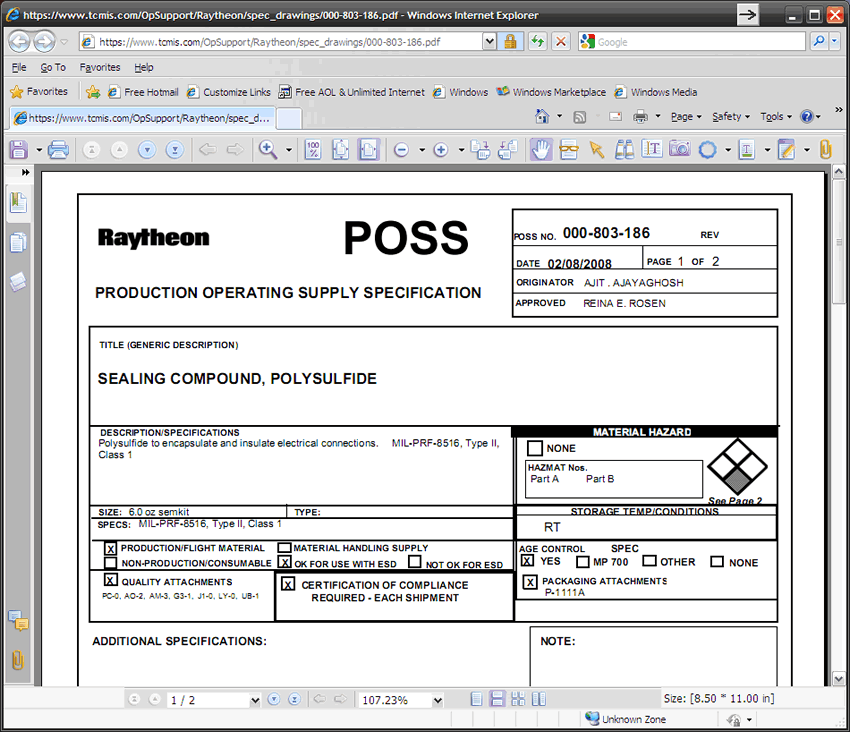 https://www.tcmis.com/OpSupport/Raytheon/spec_drawings/000-803-186.pdf - Windows Internet Explorer
https://www.tcmis.com/OpSupport/Raytheon/spec_drawings/000-803-186.pdf
Google
File Go To Favorites Help
Favorites Free Hotmail Customize Links Free AOL & Unlimited Internet Windows Windows Marketplace Windows Media
https://www.tcmis.com/OpSupport/Raytheon/spec_d... Page Safety Tools
100 %
Raytheon
POSS
POSS NO. 000-803-186 REV
DATE 02/08/2008 PAGE 1 OF 2
ORIGINATOR AJIT . AJAYAGHOSH
APPROVED REINA E. ROSEN
PRODUCTION OPERATING SUPPLY SPECIFICATION
TITLE (GENERIC DESCRIPTION)
SEALING COMPOUND, POLYSULFIDE
DESCRIPTION/SPECIFICATIONS
Polysulfide to encapsulate and insulate electrical connections. MIL-PRF-8516, Type II,
Class 1
MATERIAL HAZARD
NONE
HAZMAT Nos.
Part A Part B
See Page 2
SIZE: 6.0 oz semkit TYPE:
SPECS: MIL-PRF-8516, Type II, Class 1
STORAGE TEMP/CONDITIONS
RT
X PRODUCTION/FLIGHT MATERIAL MATERIAL HANDLING SUPPLY
NON-PRODUCTION/CONSUMABLE X OK FOR USE WITH ESD NOT OK FOR ESD
AGE CONTROL SPEC
X YES MP 700 OTHER NONE
X QUALITY ATTACHMENTS
PC-0, AO-2, AM-3, G3-1, J1-0, LY-0, UB-1
X CERTIFICATION OF COMPLIANCE
REQUIRED - EACH SHIPMENT
X PACKAGING ATTACHMENTS
P-1111A
ADDITIONAL SPECIFICATIONS:
NOTE:
1 / 2 107.23% Size: [8.50 * 11.00 in]
Unknown Zone